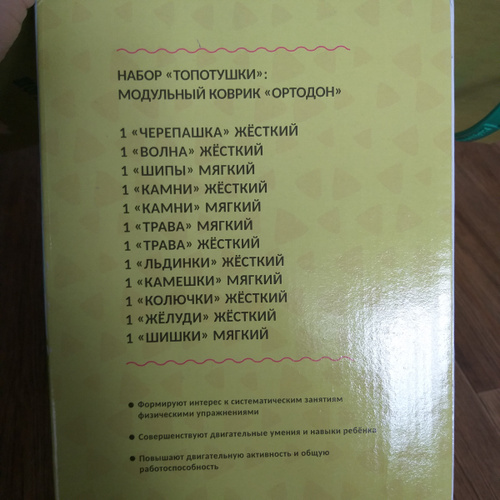 НАБОР «ТОПОТУШКИ»:
МОДУЛЬНЫЙ КОВРИК «ОРТОДОН»
1 «ЧЕРЕПАШКА» ЖЁСТКИЙ
1 «ВОЛНА» ЖЁСТКИЙ
1 «ШИПЫ» МЯГКИЙ
1 «КАМНИ» ЖЁСТКИЙ
1 «КАМНИ» МЯГКИЙ
1 «ТРАВА» МЯГКИЙ
1 «ТРАВА» ЖЁСТКИЙ
1 «ЛЬДИНКИ» ЖЁСТКИЙ
1 «КАМЕШКИ» МЯГКИЙ
1 «КОЛЮЧКИ» ЖЁСТКИЙ
1 «ЖЁЛУДИ» ЖЁСТКИЙ
1 «ШИШКИ» МЯГКИЙ
● Формируют интерес к систематическим занятиям
физическими упражнениями
● Совершенствуют двигательные умения и навыки ребёнка
● Повышают двигательную активность и общую
работоспособность